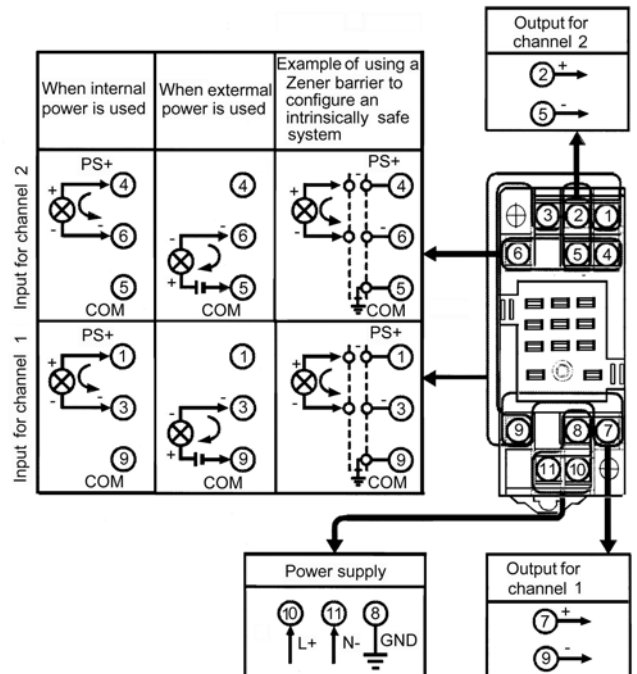 Output for
channel 2
2 +
5 -
When internal
power is used
When extermal
power is used
Example of using a
Zener barrier to
configure an
intrinsically safe
system
Input for channel 2
PS+
+ 4
- - 6
5
COM
4
- - 6
+ 5
COM
- PS+
+ 4
- - 6
5
COM
Input for channel 1
PS+
+ 1
- - 3
9
COM
1
- - 3
+ 9
COM
- PS+
+ 1
- - 3
9
COM
3 2 1
6 5 4
9 8 7
11 10
Power supply
10 11 8
L+ N- GND
Output for
channel 1
7 +
9 -